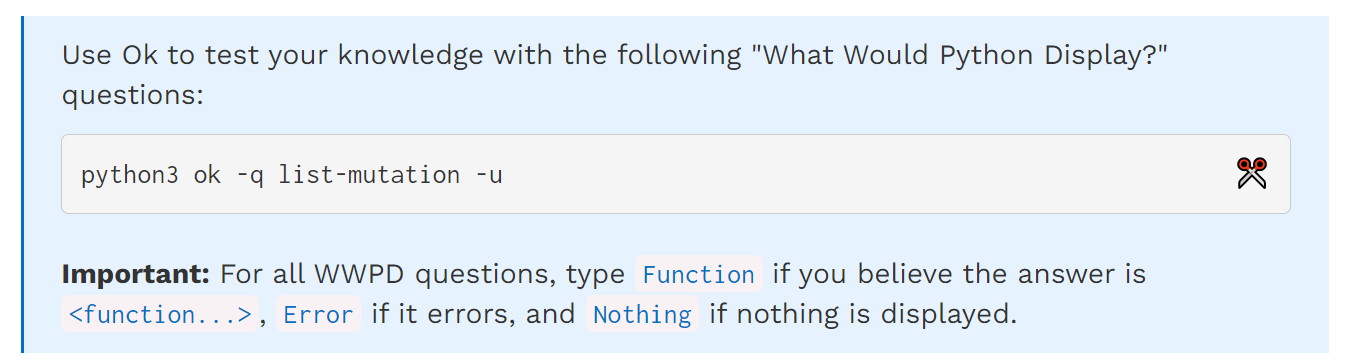 Use Ok to test your knowledge with the following "What Would Python Display?"
questions:
python3 ok -q list-mutation -u
Important: For all WWPD questions, type Function if you believe the answer is
<function...>, Error if it errors, and Nothing if nothing is displayed.